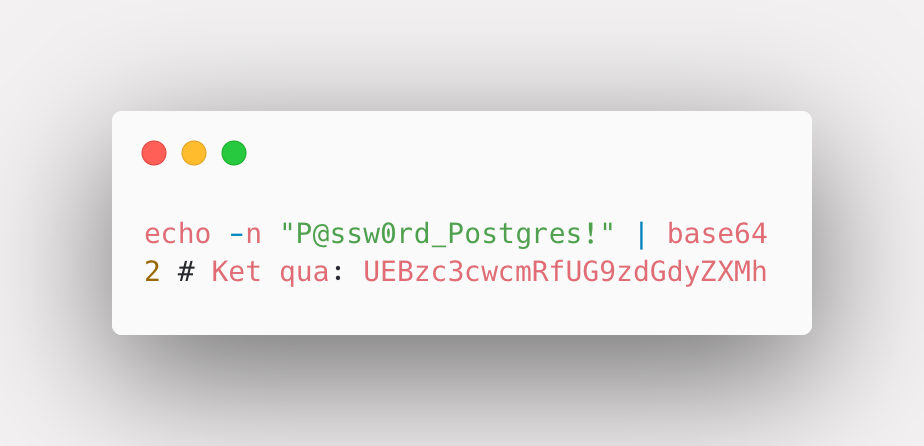 echo -n "P@ssw0rd_Postgres!" | base64
2 # Ket qua: UEBzc3cwcmRfUG9zdGdyZXMh